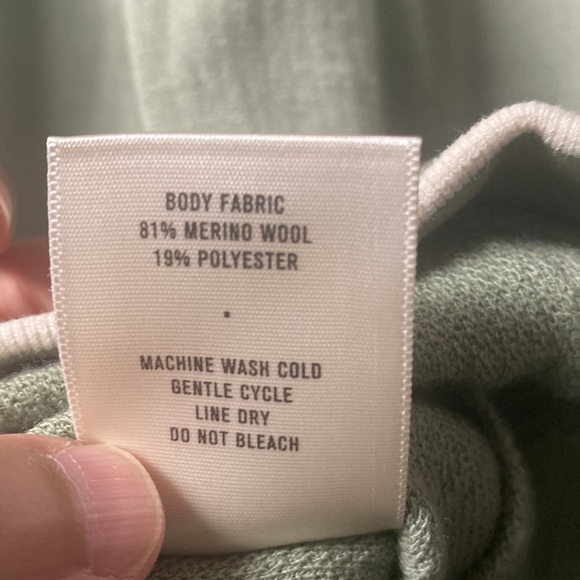 BODY FABRIC
81% MERINO WOOL
19% POLYESTER
.
MACHINE WASH COLD
GENTLE CYCLE
LINE DRY
DO NOT BLEACH